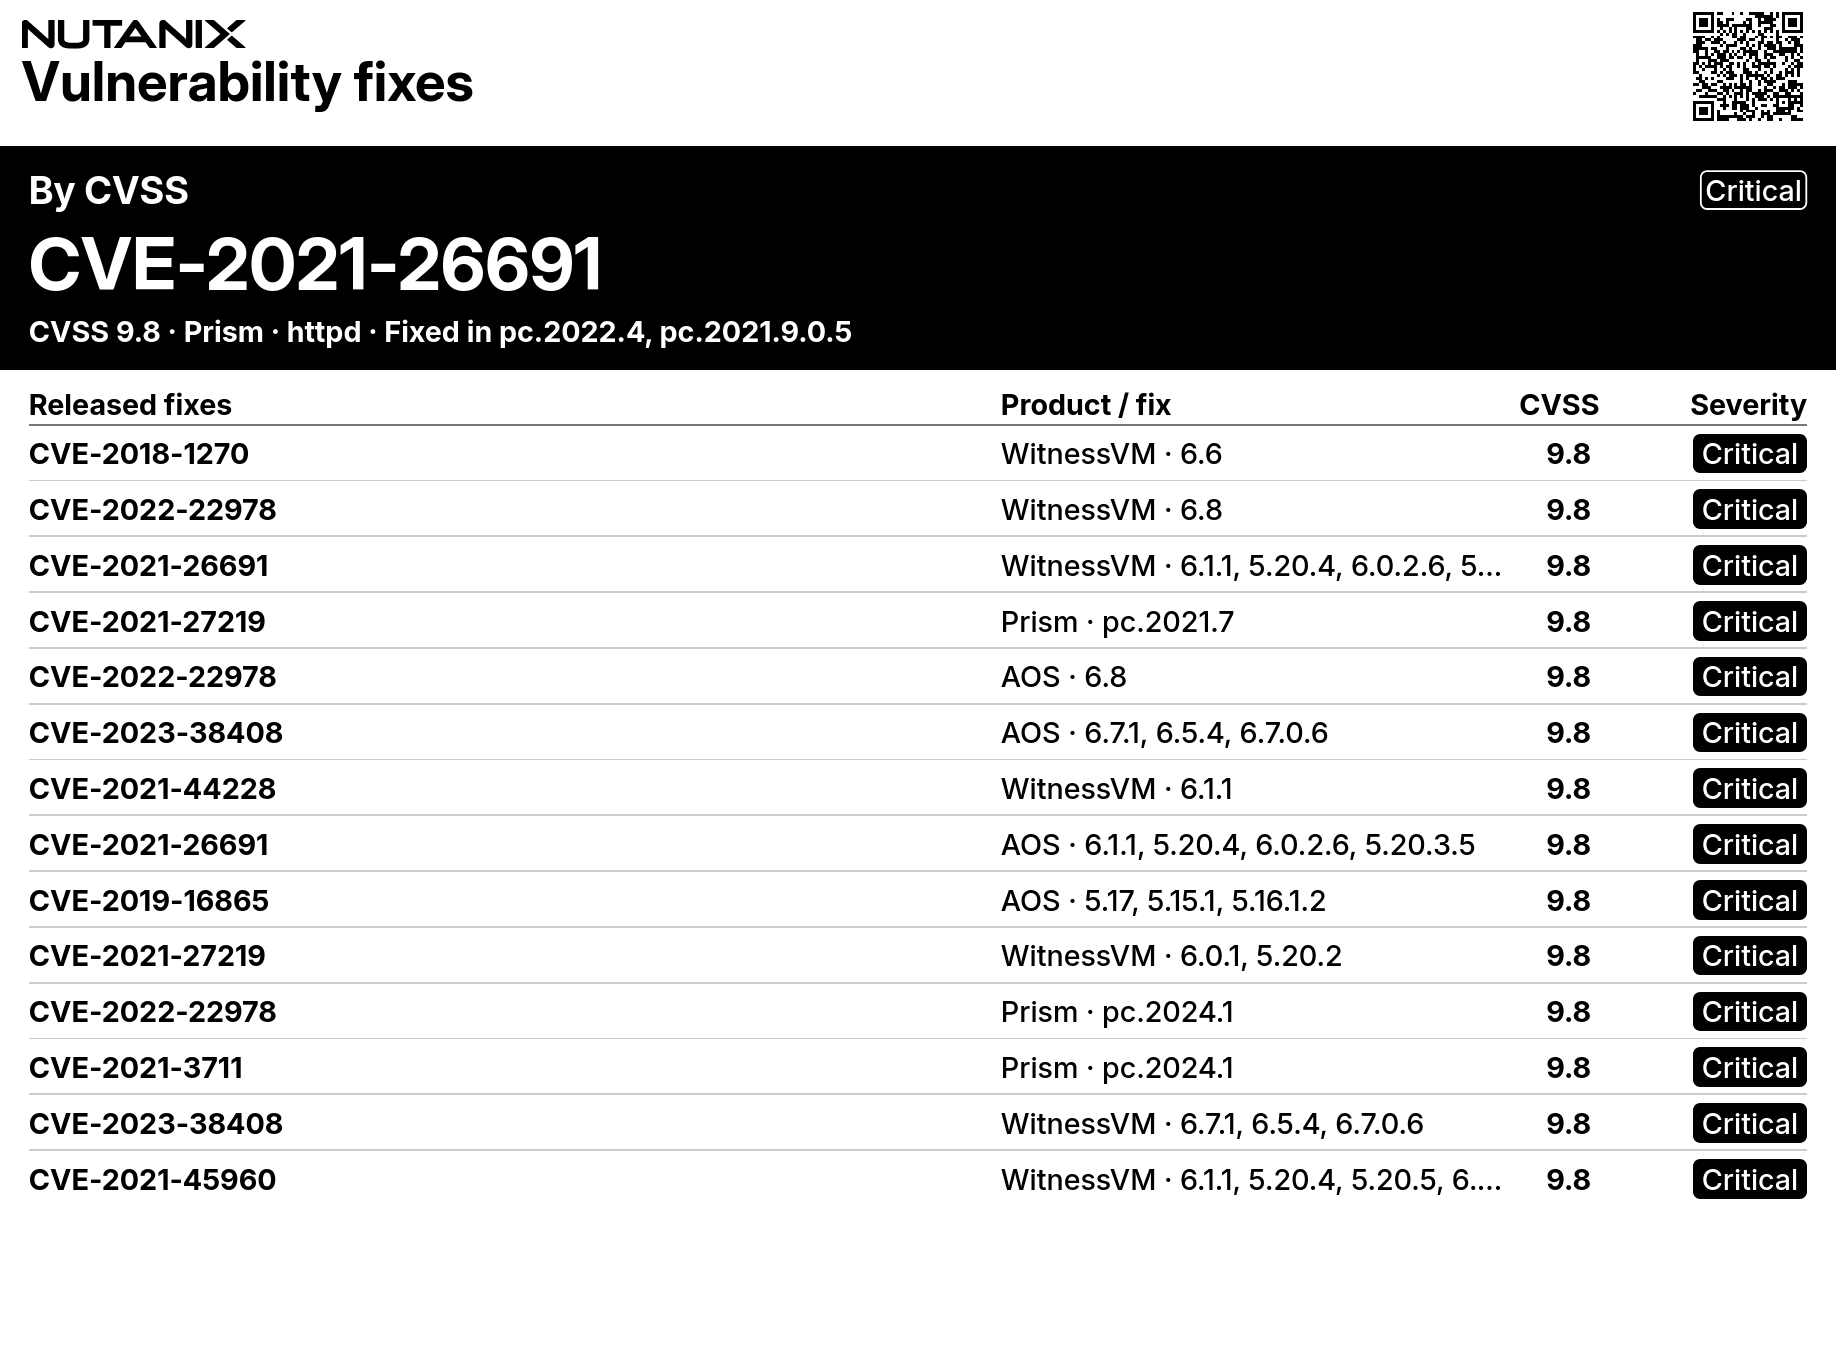 NUTANIX
Vulnerability fixes
By CVSS Critical
CVE-2021-26691
CVSS 9.8 · Prism · httpd · Fixed in pc.2022.4, pc.2021.9.0.5
Released fixes Product / fix CVSS Severity
CVE-2018-1270 WitnessVM · 6.6 9.8 Critical
CVE-2022-22978 WitnessVM · 6.8 9.8 Critical
CVE-2021-26691 WitnessVM · 6.1.1, 5.20.4, 6.0.2.6, 5... 9.8 Critical
CVE-2021-27219 Prism · pc.2021.7 9.8 Critical
CVE-2022-22978 AOS · 6.8 9.8 Critical
CVE-2023-38408 AOS · 6.7.1, 6.5.4, 6.7.0.6 9.8 Critical
CVE-2021-44228 WitnessVM · 6.1.1 9.8 Critical
CVE-2021-26691 AOS · 6.1.1, 5.20.4, 6.0.2.6, 5.20.3.5 9.8 Critical
CVE-2019-16865 AOS · 5.17, 5.15.1, 5.16.1.2 9.8 Critical
CVE-2021-27219 WitnessVM · 6.0.1, 5.20.2 9.8 Critical
CVE-2022-22978 Prism · pc.2024.1 9.8 Critical
CVE-2021-3711 Prism · pc.2024.1 9.8 Critical
CVE-2023-38408 WitnessVM · 6.7.1, 6.5.4, 6.7.0.6 9.8 Critical
CVE-2021-45960 WitnessVM · 6.1.1, 5.20.4, 5.20.5, 6.... 9.8 Critical